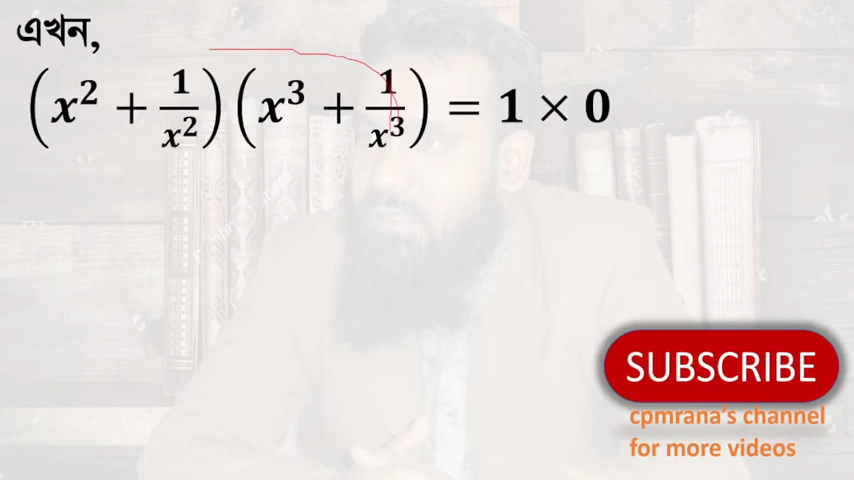 এখন,
(x² + 1/x²)(x³ + 1/x³) = 1 × 0
SUBSCRIBE
cpmrana's channel
for more videos